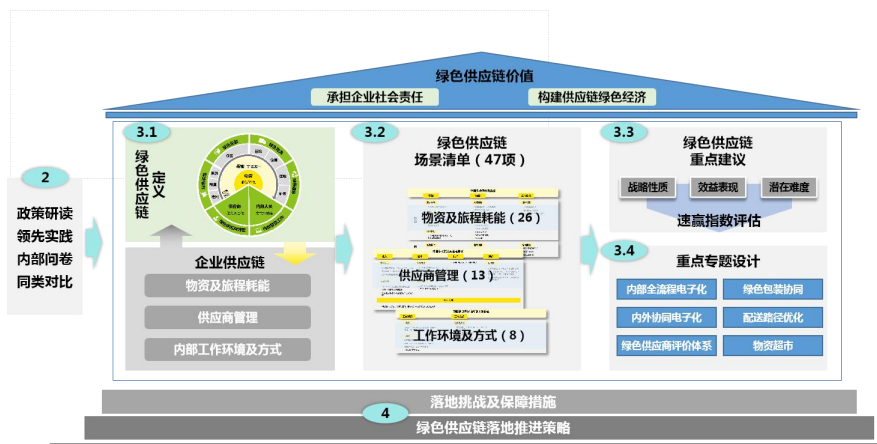 绿色供应链价值
承担企业社会责任
构建供应链绿色经济
2
政策研读
领先实践
内部问卷
同类对比
3.1
绿色供应链
定义
企业供应链
物资及旅程耗能
供应商管理
内部工作环境及方式
3.2
绿色供应链
场景清单（47项）
物资及旅程耗能（26）
供应商管理（13）
工作环境及方式（8）
3.3
绿色供应链
重点建议
战略性质
效益表现
潜在难度
速赢指数评估
3.4
重点专题设计
内部全流程电子化
绿色包装协同
内外协同电子化
配送路径优化
绿色供应商评价体系
物资超市
4
落地挑战及保障措施
绿色供应链落地推进策略